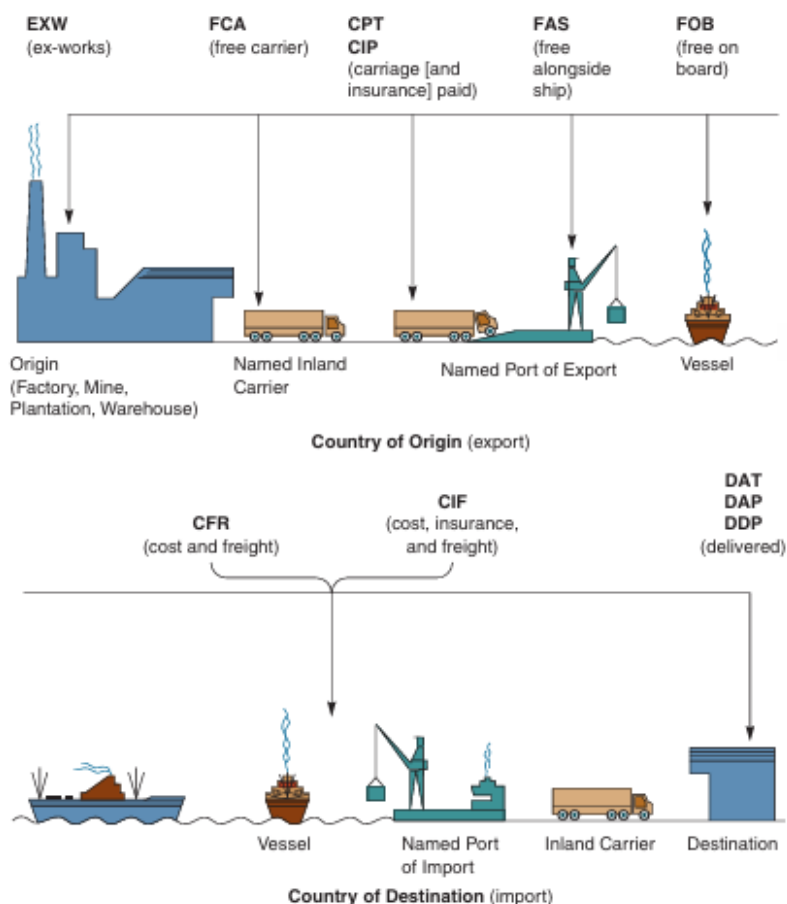 EXW
(ex-works)
FCA
(free carrier)
CPT
CIP
(carriage [and
insurance] paid)
FAS
(free
alongside
ship)
FOB
(free on
board)
Origin
(Factory, Mine,
Plantation, Warehouse)
Named Inland
Carrier
Named Port of Export
Vessel
Country of Origin (export)
CFR
(cost and freight)
CIF
(cost, insurance,
and freight)
DAT
DAP
DDP
(delivered)
Vessel
Named Port
of Import
Inland Carrier
Destination
Country of Destination (import)